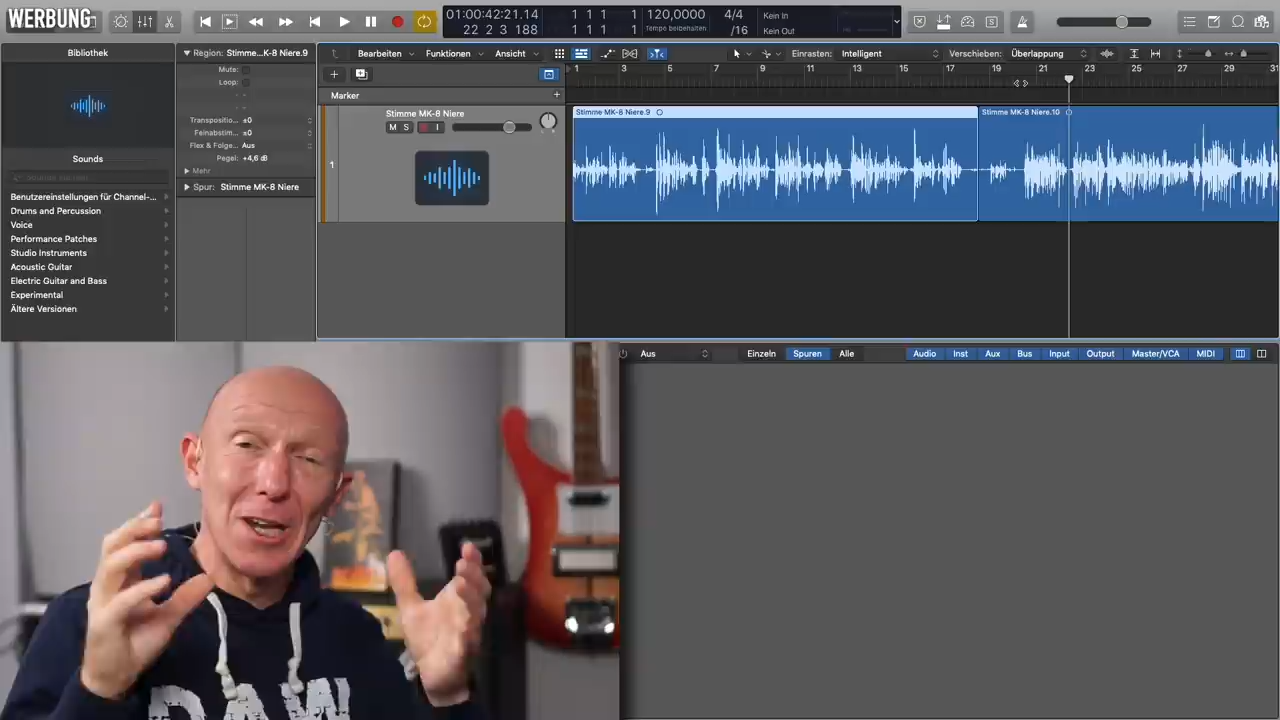 WERBUNG
01:00:42:21.14
22 2 3 188
1 1 1 1
1 1 1 1
120,0000
Tempo beibehalten
4/4
/16
Kein In
Kein Out
Bibliothek
Region: Stimme...K-8 Niere.9
Mute:
Loop:
Transpositio... ±0
Feinabstim... ±0
Flex & Folge... Aus
Pegel: +4,6 dB
Mehr
Spur: Stimme MK-8 Niere
Sounds
Benutzereinstellungen für Channel-...
Drums and Percussion
Voice
Performance Patches
Studio Instruments
Acoustic Guitar
Electric Guitar and Bass
Experimental
Ältere Versionen
Bearbeiten
Funktionen
Ansicht
Einrasten: Intelligent
Verschieben: Überlappung
1 3 5 7 9 11 13 15 17 19 21 23 25 27 29 31
Marker
1
Stimme MK-8 Niere
M S I
Stimme MK-8 Niere.9
Stimme MK-8 Niere.10
Aus
Einzeln
Spuren
Alle
Audio
Inst
Aux
Bus
Input
Output
Master/VCA
MIDI
DAW